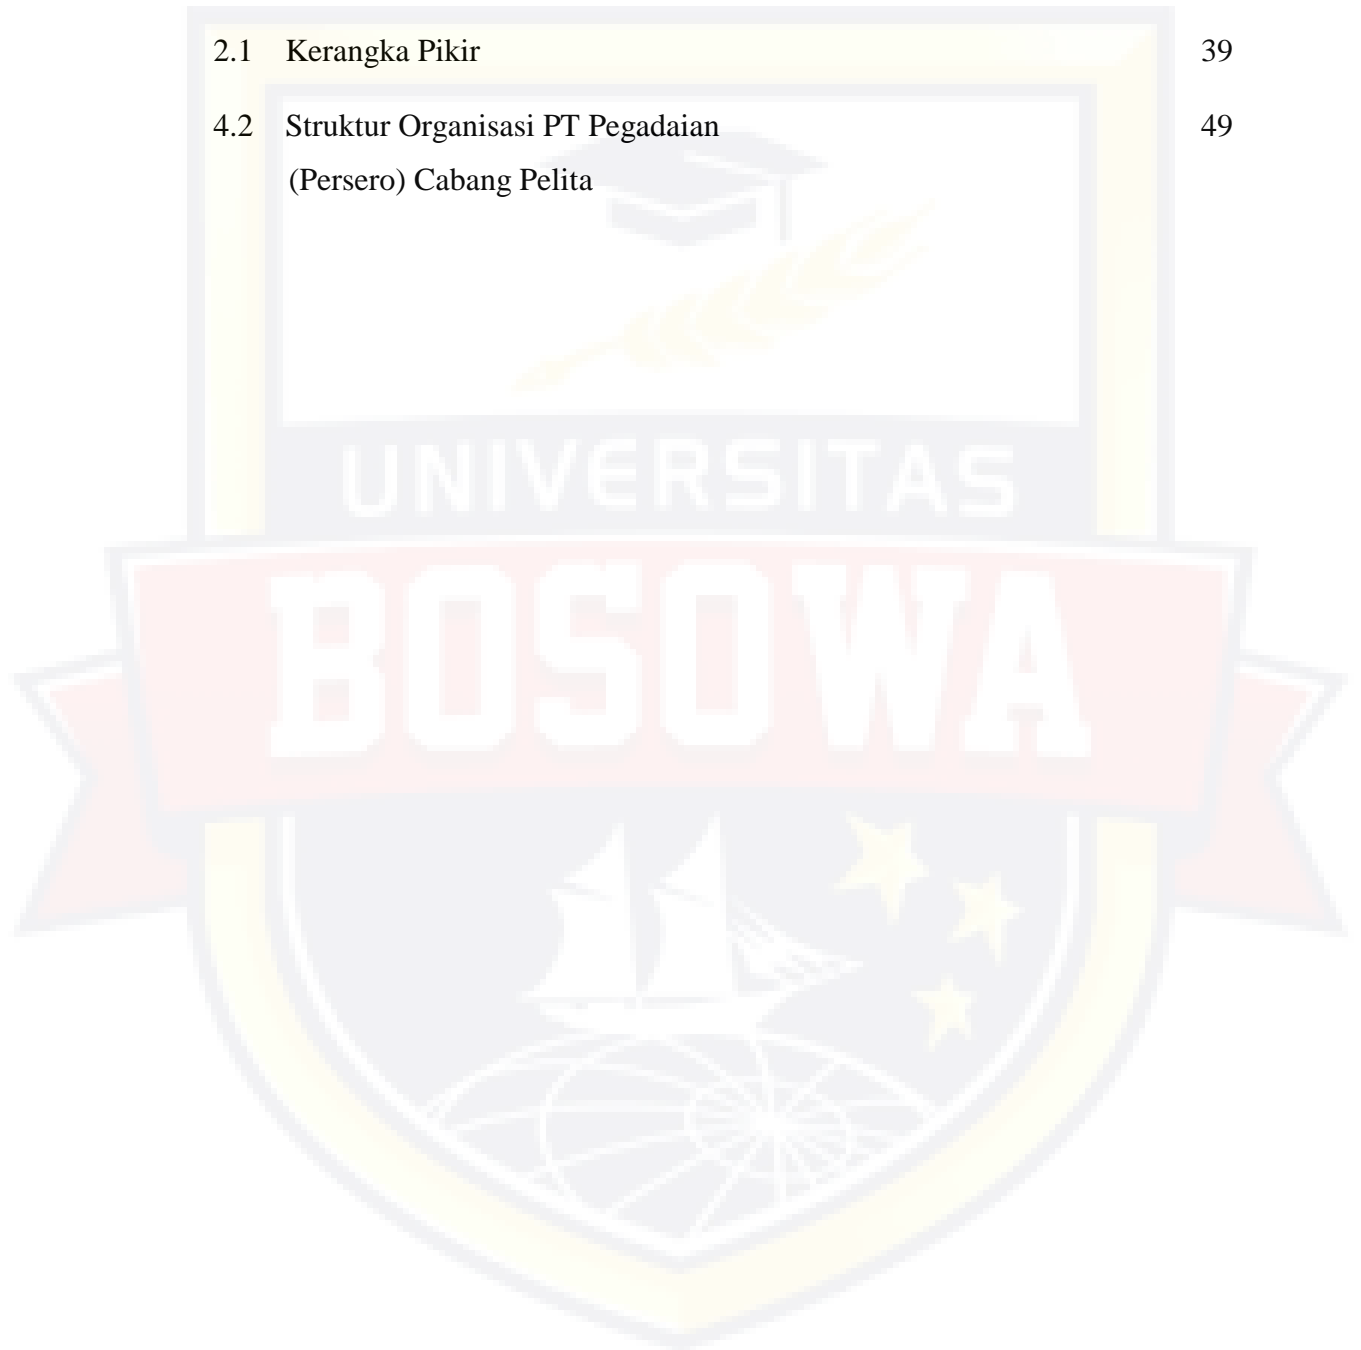 2.1 Kerangka Pikir 39
4.2 Struktur Organisasi PT Pegadaian 49
(Persero) Cabang Pelita
UNIVERSITAS
BOSOWA